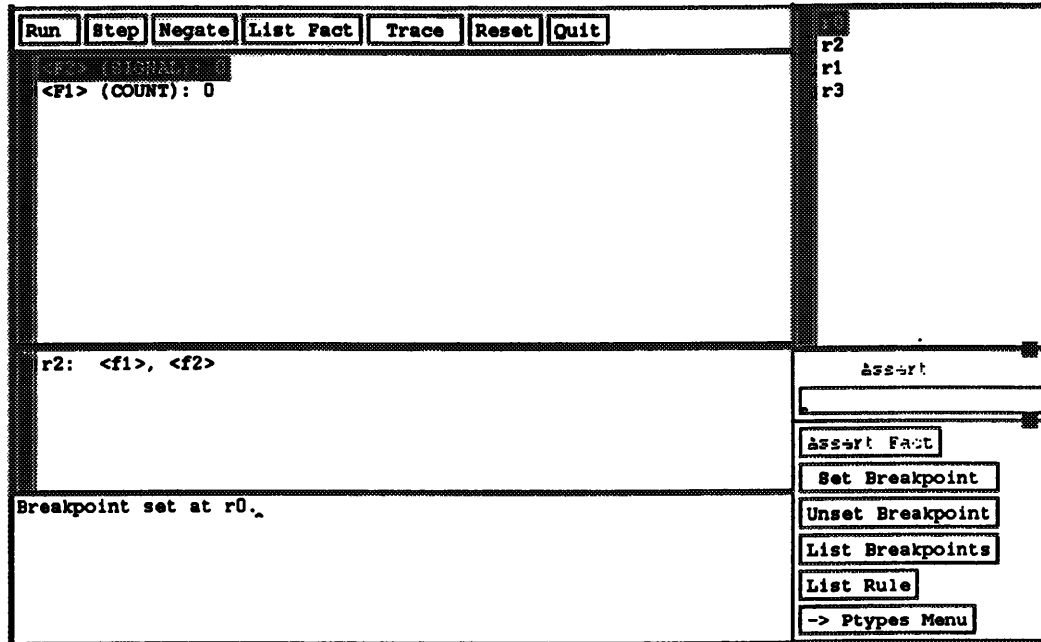 Run Step Negate List Fact Trace Reset Quit
<F1> (COUNT): 0
r2: <f1>, <f2>
Breakpoint set at r0.
r2
r1
r3
Assert
Assert Fact
Set Breakpoint
Unset Breakpoint
List Breakpoints
List Rule
-> Ptypes Menu